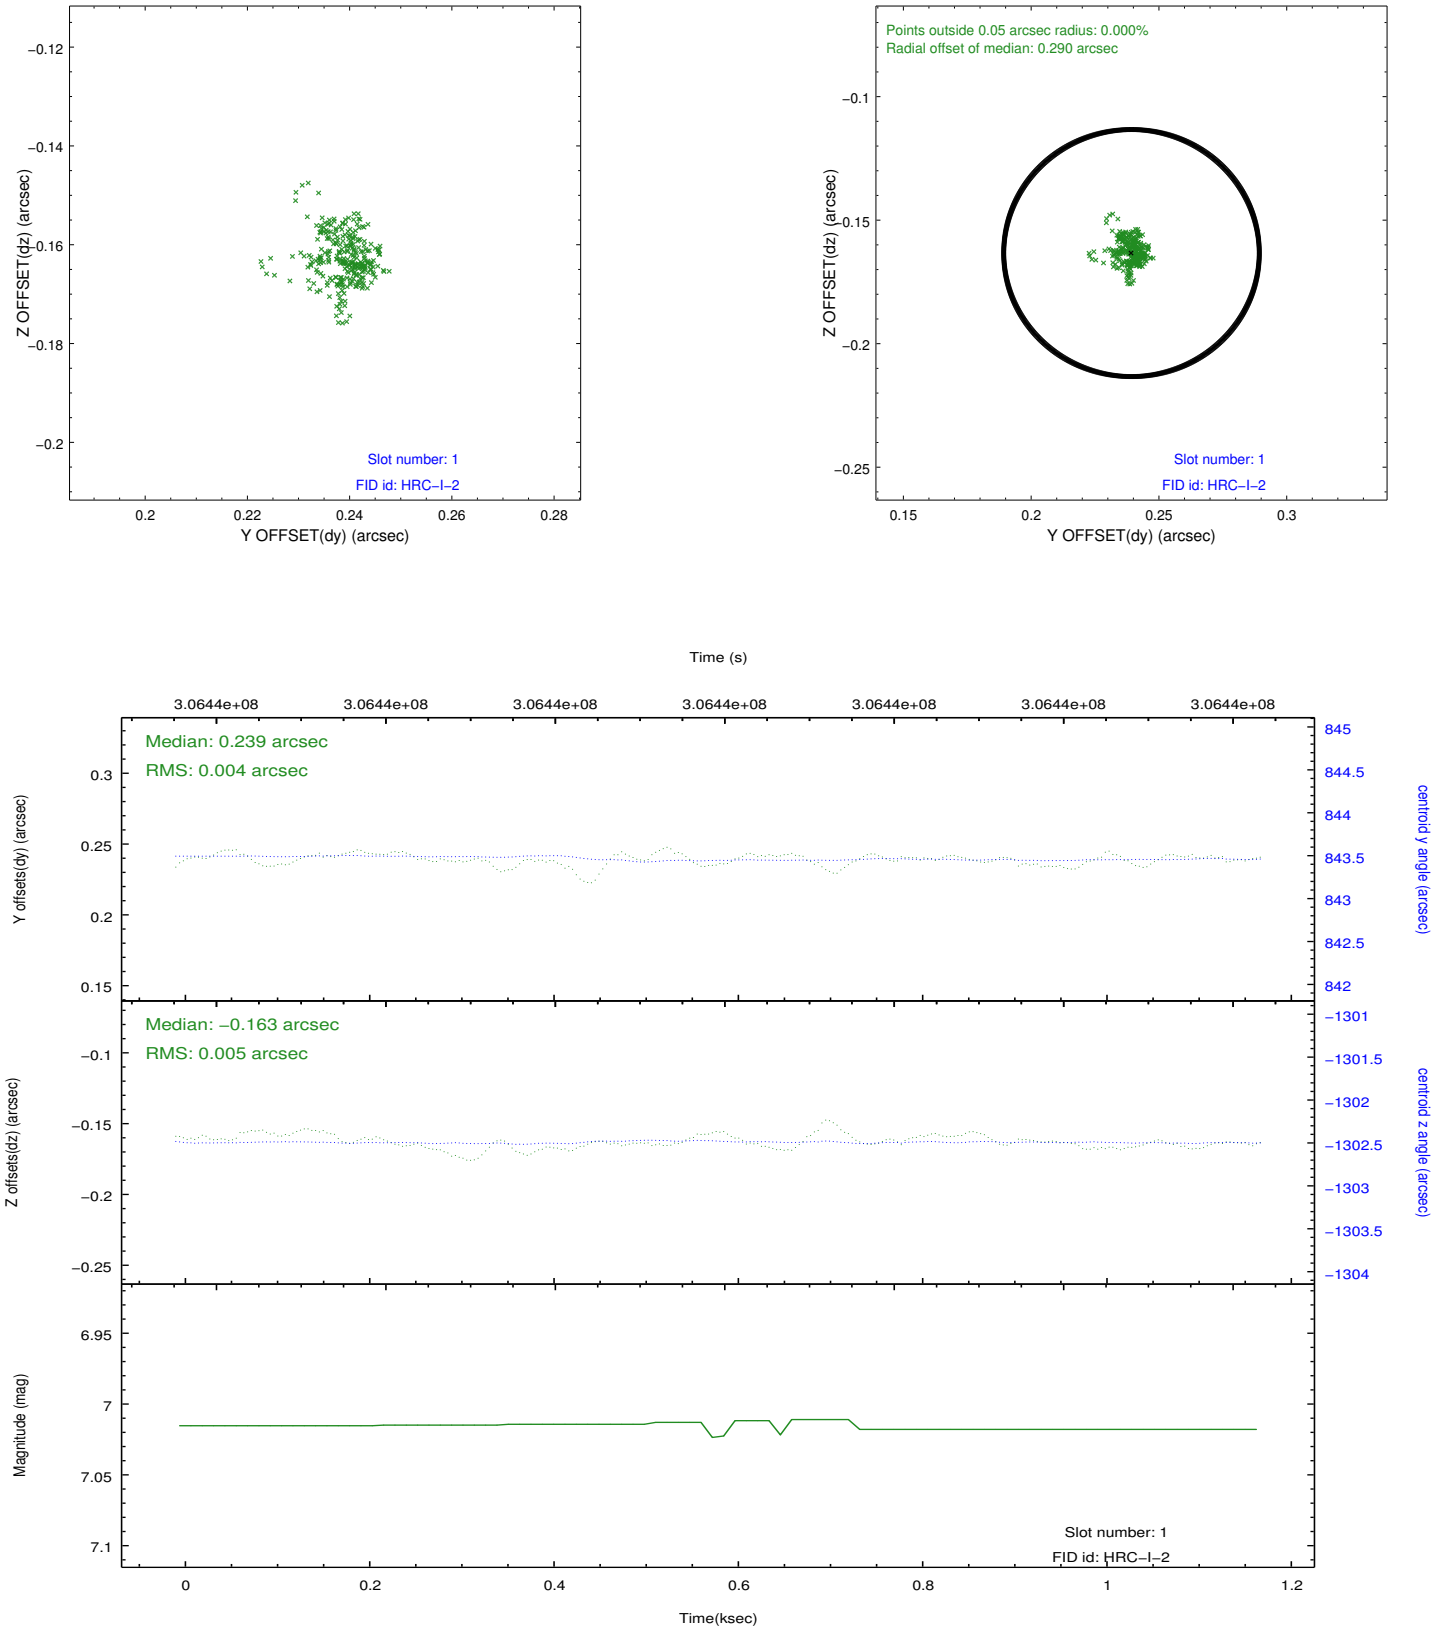 −0.12
−0.14
−0.16
−0.18
−0.2
Z OFFSET(dz) (arcsec)
Slot number: 1
FID id: HRC−I−2
0.2
0.22
0.24
0.26
0.28
Y OFFSET(dy) (arcsec)
Points outside 0.05 arcsec radius: 0.000%
Radial offset of median: 0.290 arcsec
−0.1
−0.15
−0.2
−0.25
Z OFFSET(dz) (arcsec)
Slot number: 1
FID id: HRC−I−2
0.15
0.2
0.25
0.3
Y OFFSET(dy) (arcsec)
Time (s)
3.0644e+08
3.0644e+08
3.0644e+08
3.0644e+08
3.0644e+08
3.0644e+08
3.0644e+08
Median: 0.239 arcsec
RMS: 0.004 arcsec
0.3
0.25
0.2
0.15
Y offsets(dy) (arcsec)
845
844.5
844
843.5
843
842.5
842
centroid y angle (arcsec)
Median: −0.163 arcsec
RMS: 0.005 arcsec
−0.1
−0.15
−0.2
−0.25
Z offsets(dz) (arcsec)
−1301
−1301.5
−1302
−1302.5
−1303
−1303.5
−1304
centroid z angle (arcsec)
6.95
7
7.05
7.1
Magnitude (mag)
Slot number: 1
FID id: HRC−I−2
0
0.2
0.4
0.6
0.8
1
1.2
Time(ksec)